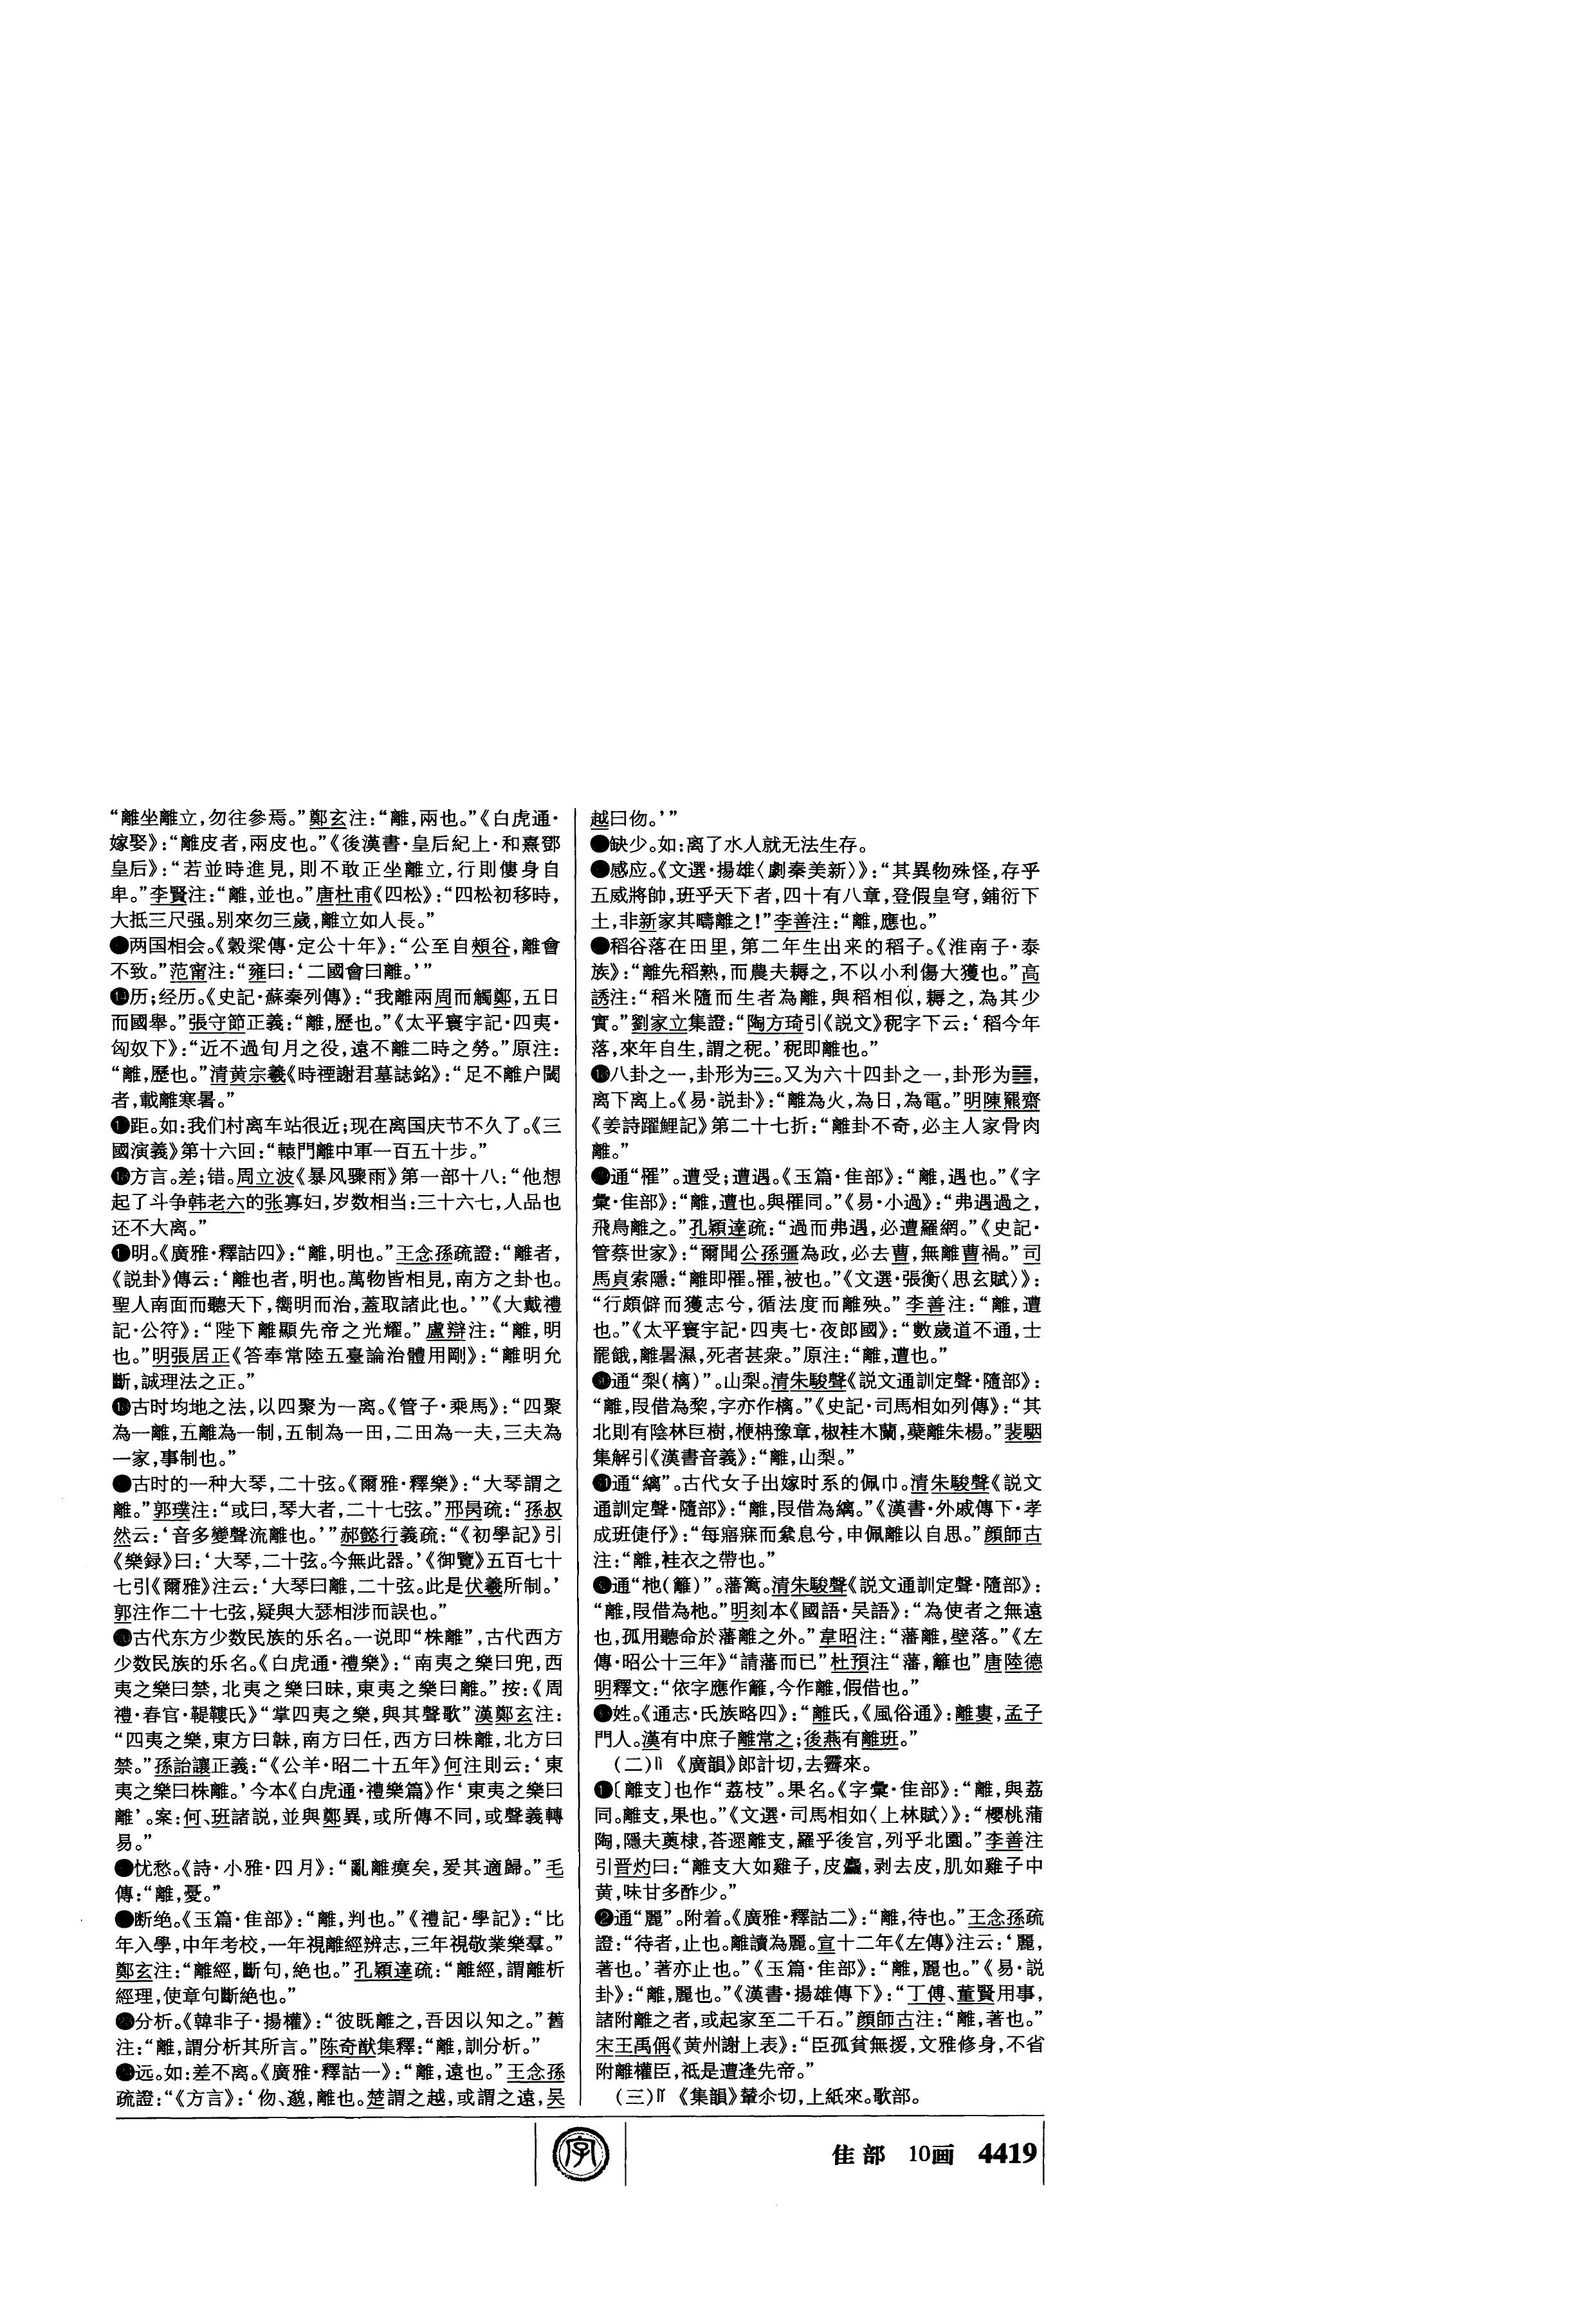 “離坐離立，勿往參焉。”鄭玄注：“離，兩也。”《白虎通·
嫁娶》：“離皮者，兩皮也。”《後漢書·皇后紀上·和熹鄧
皇后》：“若並時進見，則不敢正坐離立，行則僂身自
卑。”李賢注：“離，並也。”唐杜甫《四松》：“四松初移時，
大抵三尺强。别來勿三歲，離立如人長。”
两国相会。《穀梁傳·定公十年》：“公至自頰谷，離會
不致。”范甯注：“雍曰：‘二國會曰離。’”
⓮历；经历。《史記·蘇秦列傳》：“我離兩周而觸鄭，五日
而國舉。”張守節正義：“離，歷也。”《太平寰宇記·四夷·
匈奴下》：“近不過旬月之役，遠不離二時之勞。”原注：
“離，歷也。”清黄宗羲《時禋謝君墓誌銘》：“足不離户閾
者，載離寒暑。”
距。如：我们村离车站很近；现在离国庆节不久了。《三
國演義》第十六回：“轅門離中軍一百五十步。”
⓰方言。差；错。周立波《暴风骤雨》第一部十八：“他想
起了斗争韩老六的张寡妇，岁数相当：三十六七，人品也
还不大离。”
明。《廣雅·釋詁四》：“離，明也。”王念孫疏證：“離者，
《説卦》傳云：‘離也者，明也。萬物皆相見，南方之卦也。
聖人南面而聽天下，嚮明而治，蓋取諸此也。’”《大戴禮
記·公符》：“陛下離顯先帝之光耀。”盧辯注：“離，明
也。”明張居正《答奉常陸五臺論治體用剛》：“離明允
斷，誠理法之正。”
⓲古时均地之法，以四聚为一离。《管子·乘馬》：“四聚
為一離，五離為一制，五制為一田，二田為一夫，三夫為
一家，事制也。”
古时的一种大琴，二十弦。《爾雅·釋樂》：“大琴謂之
離。”郭璞注：“或曰，琴大者，二十七弦。”邢昺疏：“孫叔
然云：‘音多變聲流離也。’”郝懿行義疏：“《初學記》引
《樂録》曰：‘大琴，二十弦。今無此器。’《御覽》五百七十
七引《爾雅》注云：‘大琴曰離，二十弦。此是伏羲所制。’
郭注作二十七弦，疑與大瑟相涉而誤也。”
⓴古代东方少数民族的乐名。一说即“株離”，古代西方
少数民族的乐名。《白虎通·禮樂》：“南夷之樂曰兜，西
夷之樂曰禁，北夷之樂曰昧，東夷之樂曰離。”按：《周
禮·春官·鞮鞻氏》“掌四夷之樂，與其聲歌”漢鄭玄注：
“四夷之樂，東方曰韎，南方曰任，西方曰株離，北方曰
禁。”孫詒讓正義：“《公羊·昭二十五年》何注則云：‘東
夷之樂曰株離。’今本《白虎通·禮樂篇》作‘東夷之樂曰
離’。案：何、班諸説，並與鄭異，或所傳不同，或聲義轉
易。”
忧愁。《詩·小雅·四月》：“亂離瘼矣，爰其適歸。”毛
傳：“離，憂。”
断绝。《玉篇·隹部》：“離，判也。”《禮記·學記》：“比
年入學，中年考校，一年視離經辨志，三年視敬業樂羣。”
鄭玄注：“離經，斷句，絶也。”孔穎達疏：“離經，謂離析
經理，使章句斷絶也。”
分析。《韓非子·揚權》：“彼既離之，吾因以知之。”舊
注：“離，謂分析其所言。”陈奇猷集釋：“離，訓分析。”
远。如：差不离。《廣雅·釋詁一》：“離，遠也。”王念孫
疏證：“《方言》：‘伆、邈，離也。楚謂之越，或謂之遠，吴
越曰伆。’”
缺少。如：离了水人就无法生存。
感应。《文選·揚雄〈劇秦美新〉》：“其異物殊怪，存乎
五威將帥，班乎天下者，四十有八章，登假皇穹，鋪衍下
土，非新家其疇離之！”李善注：“離，應也。”
稻谷落在田里，第二年生出来的稻子。《淮南子·泰
族》：“離先稻熟，而農夫耨之，不以小利傷大獲也。”高
誘注：“稻米隨而生者為離，與稻相似，耨之，為其少
實。”劉家立集證：“陶方琦引《説文》秜字下云：‘稻今年
落，來年自生，謂之秜。’秜即離也。”
八卦之一，卦形为☲。又为六十四卦之一，卦形为䷝，
离下离上。《易·説卦》：“離為火，為日，為電。”明陳羆齋
《姜詩躍鯉記》第二十七折：“離卦不奇，必主人家骨肉
離。”
通“罹”。遭受；遭遇。《玉篇·隹部》：“離，遇也。”《字
彙·隹部》：“離，遭也。與罹同。”《易·小過》：“弗遇過之，
飛鳥離之。”孔穎達疏：“過而弗遇，必遭羅網。”《史記·
管蔡世家》：“爾聞公孫彊為政，必去曹，無離曹禍。”司
馬貞索隱：“離即罹。罹，被也。”《文選·張衡〈思玄賦〉》：
“行頗僻而獲志兮，循法度而離殃。”李善注：“離，遭
也。”《太平寰宇記·四夷七·夜郎國》：“數歲道不通，士
罷餓，離暑濕，死者甚衆。”原注：“離，遭也。”
通“梨（樆）”。山梨。清朱駿聲《説文通訓定聲·隨部》：
“離，叚借為棃，字亦作樆。”《史記·司馬相如列傳》：“其
北則有陰林巨樹，楩柟豫章，椒桂木蘭，蘖離朱楊。”裴駰
集解引《漢書音義》：“離，山梨。”
㉛通“縭”。古代女子出嫁时系的佩巾。清朱駿聲《説文
通訓定聲·隨部》：“離，叚借為縭。”《漢書·外戚傳下·孝
成班倢伃》：“每寤寐而絫息兮，申佩離以自思。”顔師古
注：“離，袿衣之帶也。”
通“杝（籬）”。藩篱。清朱駿聲《説文通訓定聲·隨部》：
“離，叚借為杝。”明刻本《國語·吴語》：“為使者之無遠
也，孤用聽命於藩離之外。”韋昭注：“藩離，壁落。”《左
傳·昭公十三年》“請藩而已”杜預注“藩，籬也”唐陸德
明釋文：“依字應作籬，今作離，假借也。”
姓。《通志·氏族略四》：“離氏，《風俗通》：離婁，孟子
門人。漢有中庶子離常之；後燕有離班。”
（二）lì 《廣韻》郎計切，去霽來。
❶〔離支〕也作“荔枝”。果名。《字彙·隹部》：“離，與荔
同。離支，果也。”《文選·司馬相如〈上林賦〉》：“櫻桃蒲
陶，隱夫薁棣，荅遝離支，羅乎後宫，列乎北園。”李善注
引晋灼曰：“離支大如雞子，皮麤，剥去皮，肌如雞子中
黄，味甘多酢少。”
❷通“麗”。附着。《廣雅·釋詁二》：“離，待也。”王念孫疏
證：“待者，止也。離讀為麗。宣十二年《左傳》注云：‘麗，
著也。’著亦止也。”《玉篇·隹部》：“離，麗也。”《易·説
卦》：“離，麗也。”《漢書·揚雄傳下》：“丁傅、董賢用事，
諸附離之者，或起家至二千石。”顔師古注：“離，著也。”
宋王禹偁《黄州謝上表》：“臣孤貧無援，文雅修身，不省
附離權臣，祗是遭逢先帝。”
（三）lǐ 《集韻》輦尒切，上紙來。歌部。
字
隹部 10画 4419